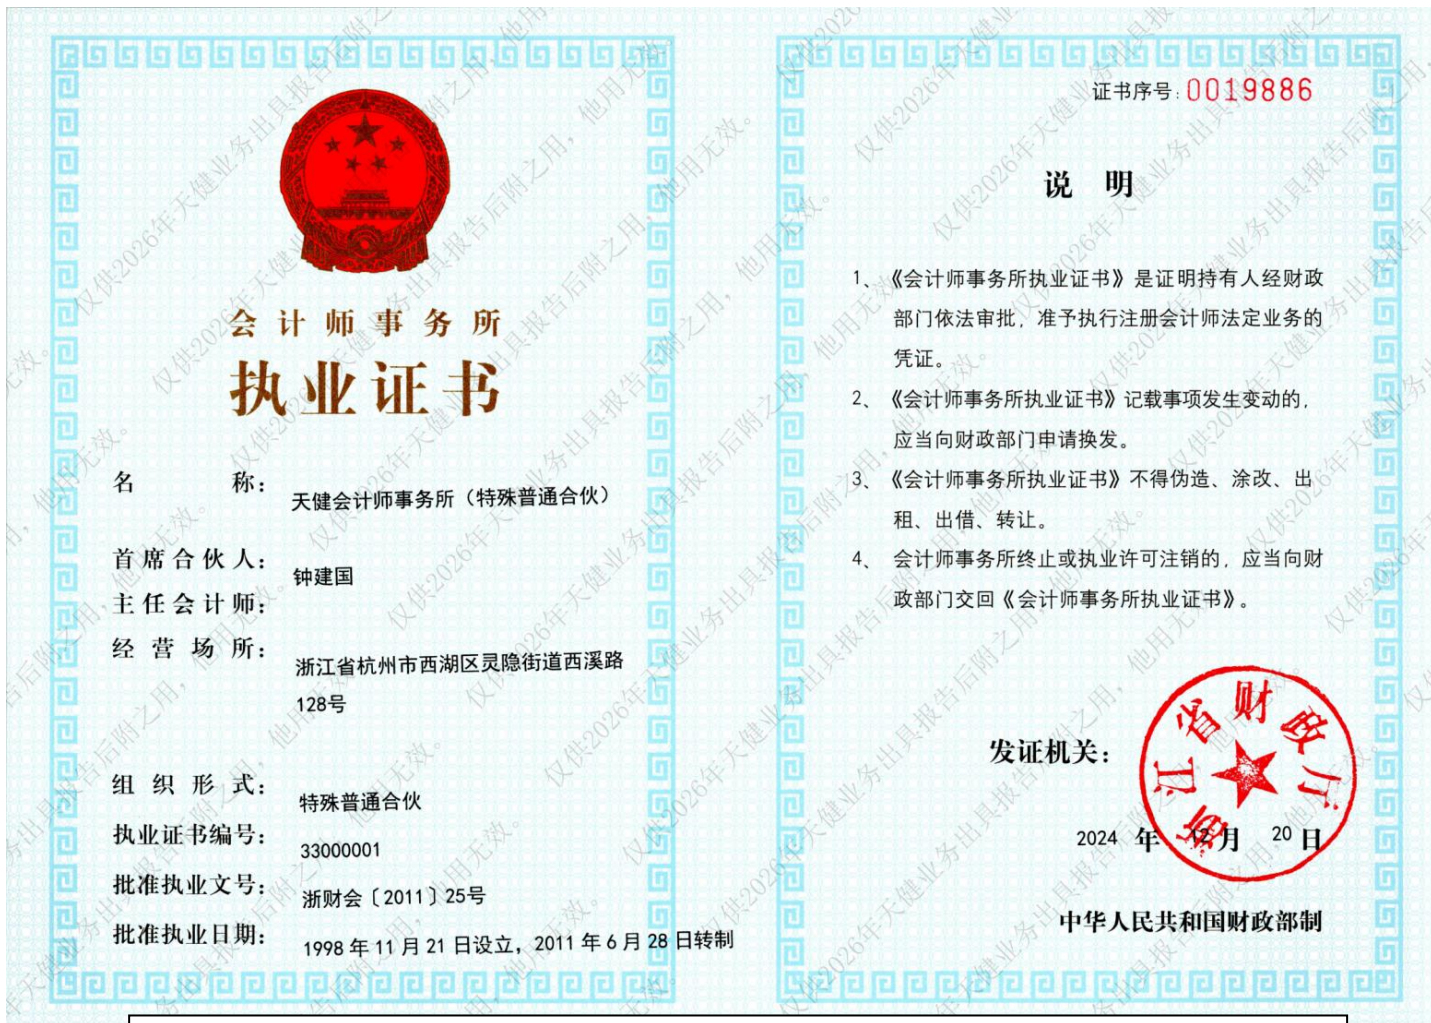 会计师事务所
执业证书
名称：
天健会计师事务所（特殊普通合伙）
首席合伙人：
钟建国
主任会计师：
经营场所：
浙江省杭州市西湖区灵隐街道西溪路
128号
组织形式：
特殊普通合伙
执业证书编号：
33000001
批准执业文号：
浙财会〔2011〕25号
批准执业日期：
1998 年 11 月 21 日设立，2011 年 6 月 28 日转制
证书序号：0019886
说 明
1、《会计师事务所执业证书》是证明持有人经财政
部门依法审批，准予执行注册会计师法定业务的
凭证。
2、《会计师事务所执业证书》记载事项发生变动的，
应当向财政部门申请换发。
3、《会计师事务所执业证书》不得伪造、涂改、出
租、出借、转让。
4、 会计师事务所终止或执业许可注销的，应当向财
政部门交回《会计师事务所执业证书》。
发证机关：
浙江省财政厅
2024 年 12 月 20 日
中华人民共和国财政部制
仅供2026年天健业务出具报告后附之用，他用无效。